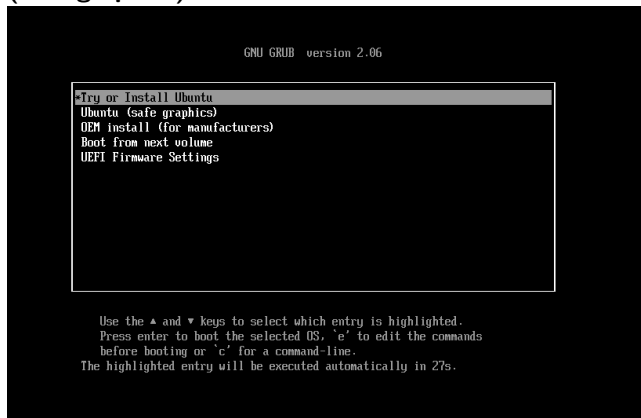 GNU GRUB version 2.06
*Try or Install Ubuntu
Ubuntu (safe graphics)
OEM install (for manufacturers)
Boot from next volume
UEFI Firmware Settings
Use the ▲ and ▼ keys to select which entry is highlighted.
Press enter to boot the selected OS, `e' to edit the commands
before booting or `c' for a command-line.
The highlighted entry will be executed automatically in 27s.